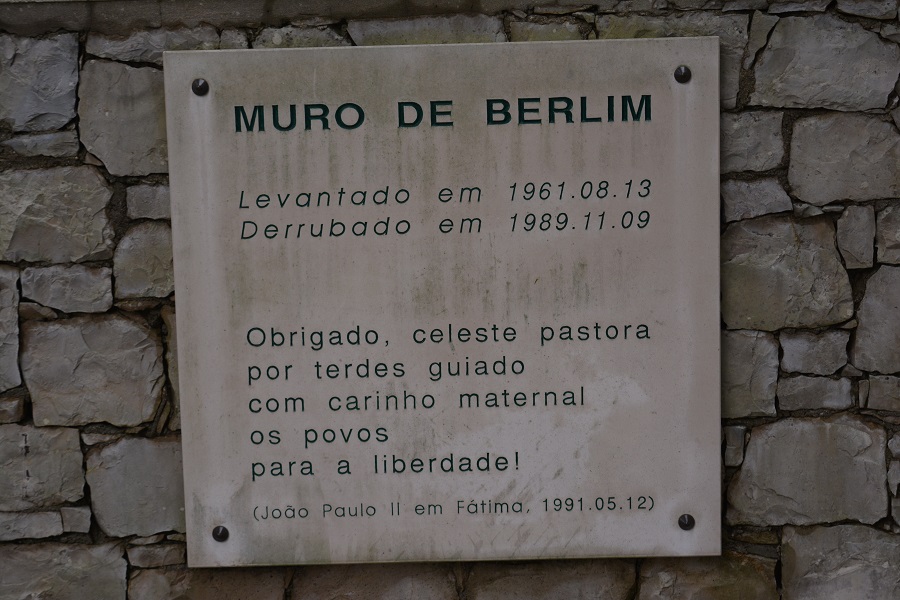 MURO DE BERLIM
Levantado em 1961.08.13
Derrubado em 1989.11.09
Obrigado, celeste pastora
por terdes guiado
com carinho maternal
os povos
para a liberdade!
(João Paulo II em Fátima, 1991.05.12)